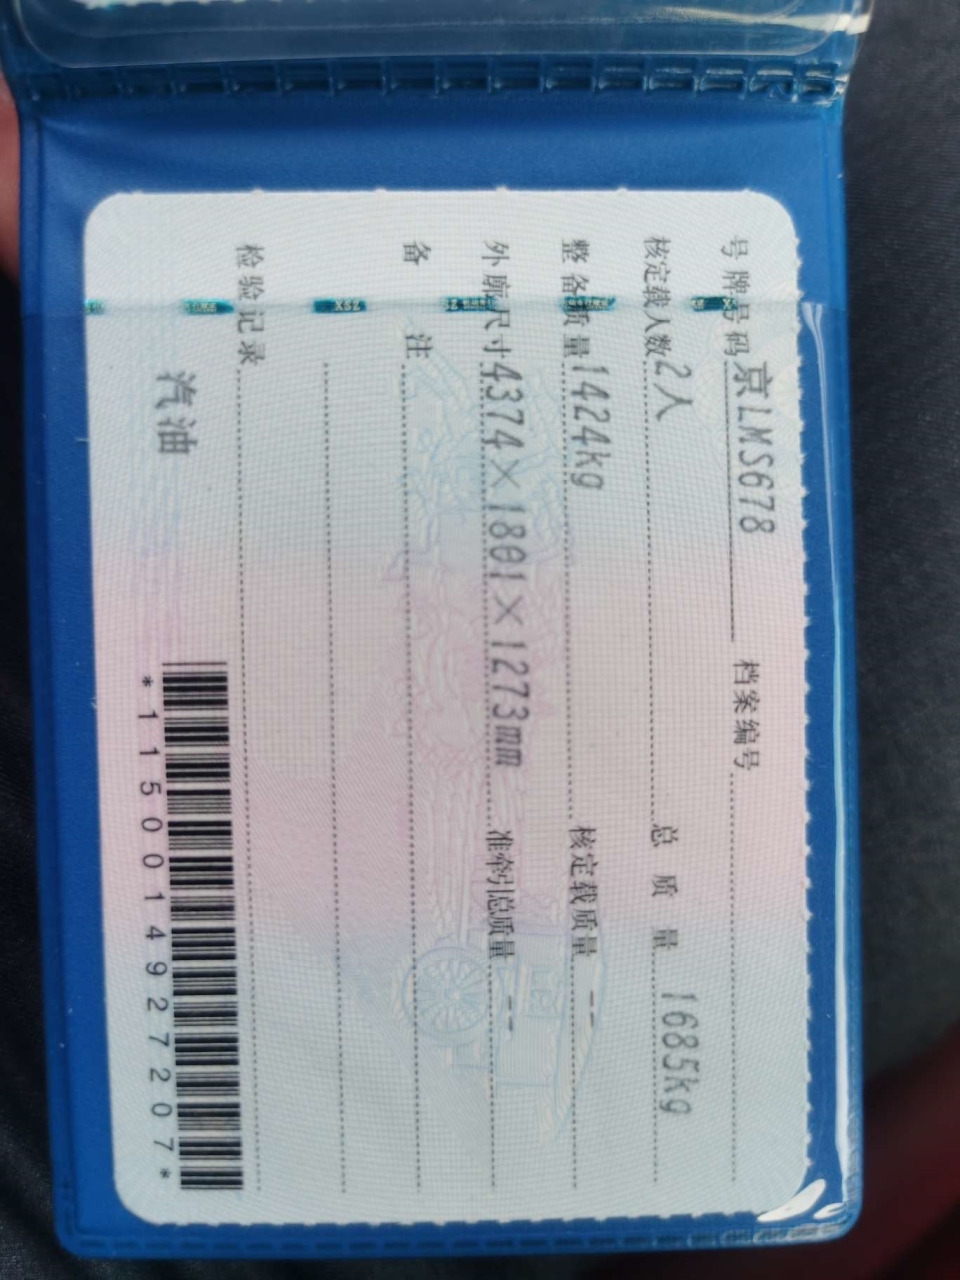 号牌号码 京LMS678 档案编号
核定载人数 2人 总质量 1685kg
整备质量 1424kg 核定载质量 --
外廓尺寸 4374×1801×1273mm 准牵引总质量 --
备注
检验记录
汽油
*1150014927207*